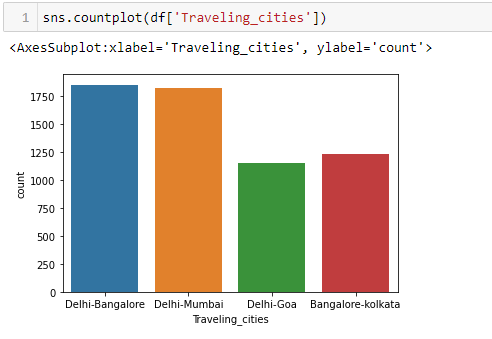 1 sns.countplot(df['Traveling_cities'])
<AxesSubplot:xlabel='Traveling_cities', ylabel='count'>
1750
1500
1250
1000
750
500
250
0
count
Delhi-Bangalore Delhi-Mumbai Delhi-Goa Bangalore-kolkata
Traveling_cities